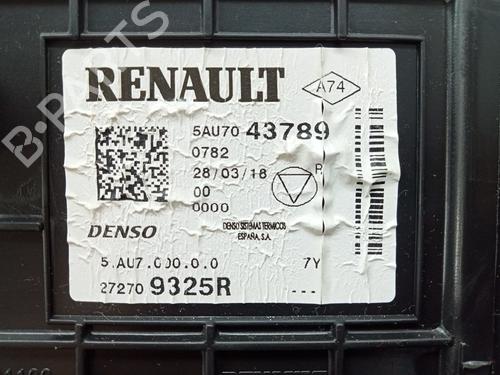 B-PARTS
RENAULT
A74
5AU70 43789
0782
28/03/18
P
00
0000
DENSO
DENSO SISTEMAS TERMICOS
ESPAÑA, S.A.
5.AU7.000.0.0 7Y
27270 9325R ---